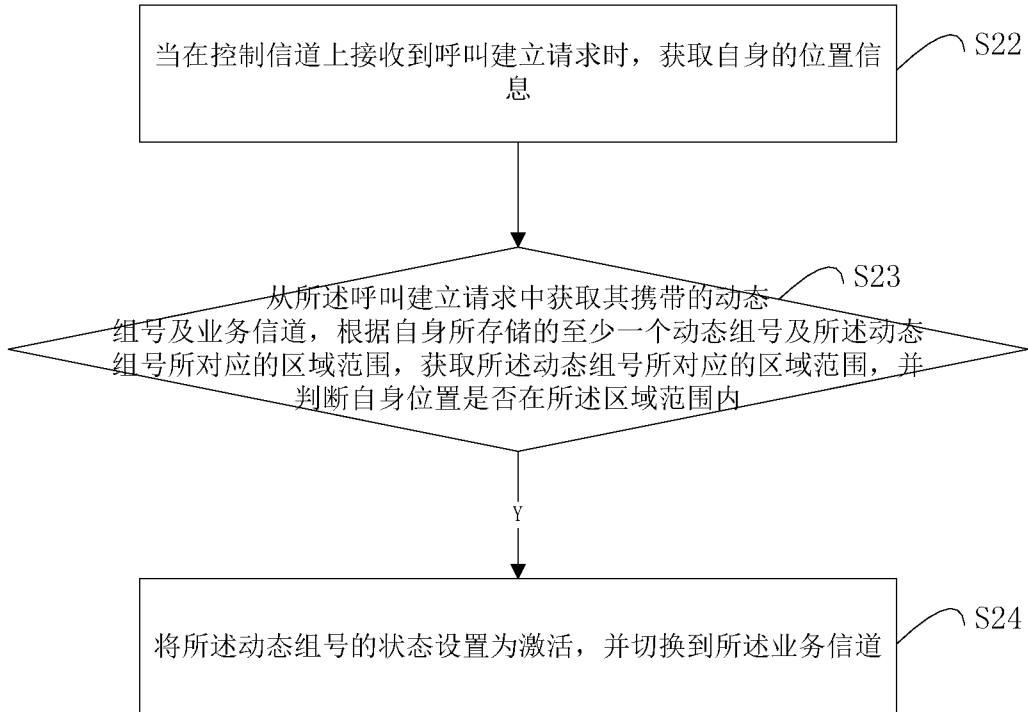 当在控制信道上接收到呼叫建立请求时，获取自身的位置信
息
S22
S23
从所述呼叫建立请求中获取其携带的动态
组号及业务信道，根据自身所存储的至少一个动态组号及所述动态
组号所对应的区域范围，获取所述动态组号所对应的区域范围，并
判断自身位置是否在所述区域范围内
Y
将所述动态组号的状态设置为激活，并切换到所述业务信道
S24